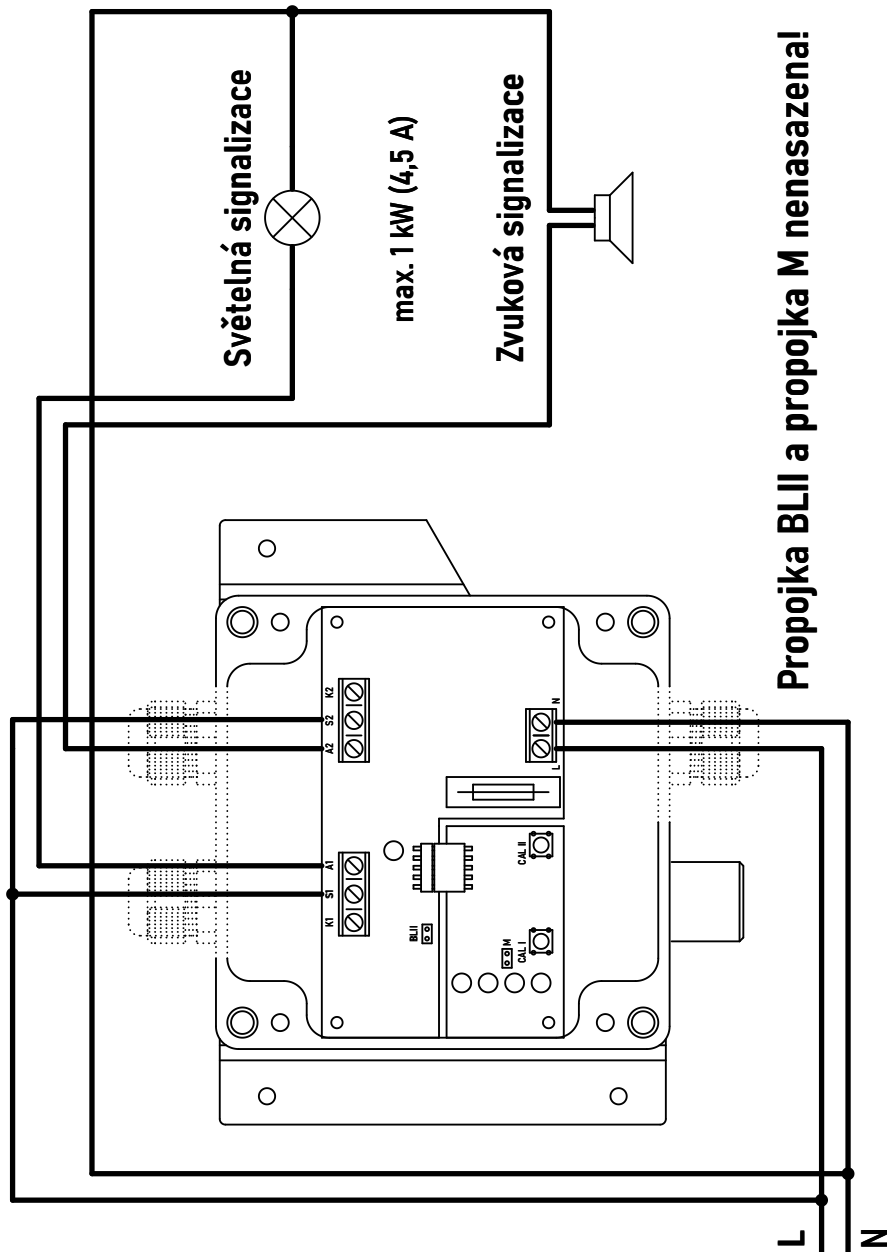 Světelná signalizace
max. 1 kW (4,5 A)
Zvuková signalizace
Propojka BLII a propojka M nenasazena!
K1 S1 A1
A2 S2 K2
BLII
M
CAL I
CAL II
L N
L
N